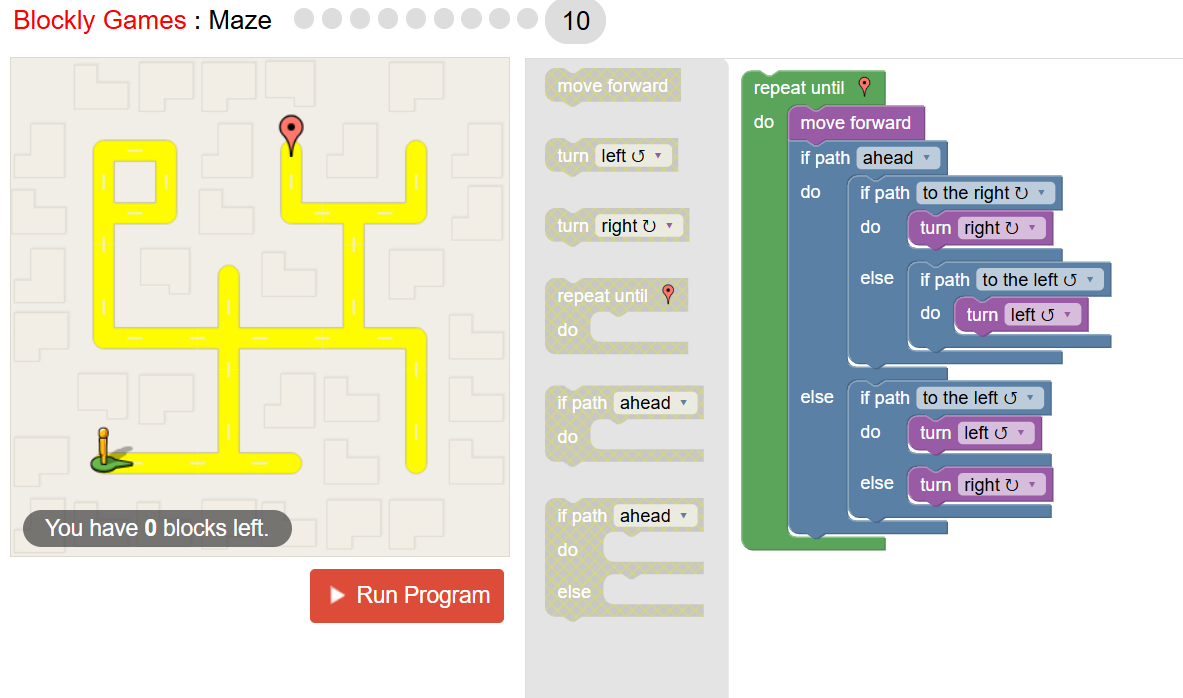 Blockly Games : Maze 10
You have 0 blocks left.
Run Program
move forward
turn left ↺ ▼
turn right ↻ ▼
repeat until
do
if path ahead ▼
do
if path ahead ▼
do
else
repeat until
do
move forward
if path ahead ▼
do
if path to the right ↻ ▼
do
turn right ↻ ▼
else
if path to the left ↺ ▼
do
turn left ↺ ▼
else
if path to the left ↺ ▼
do
turn left ↺ ▼
else
turn right ↻ ▼